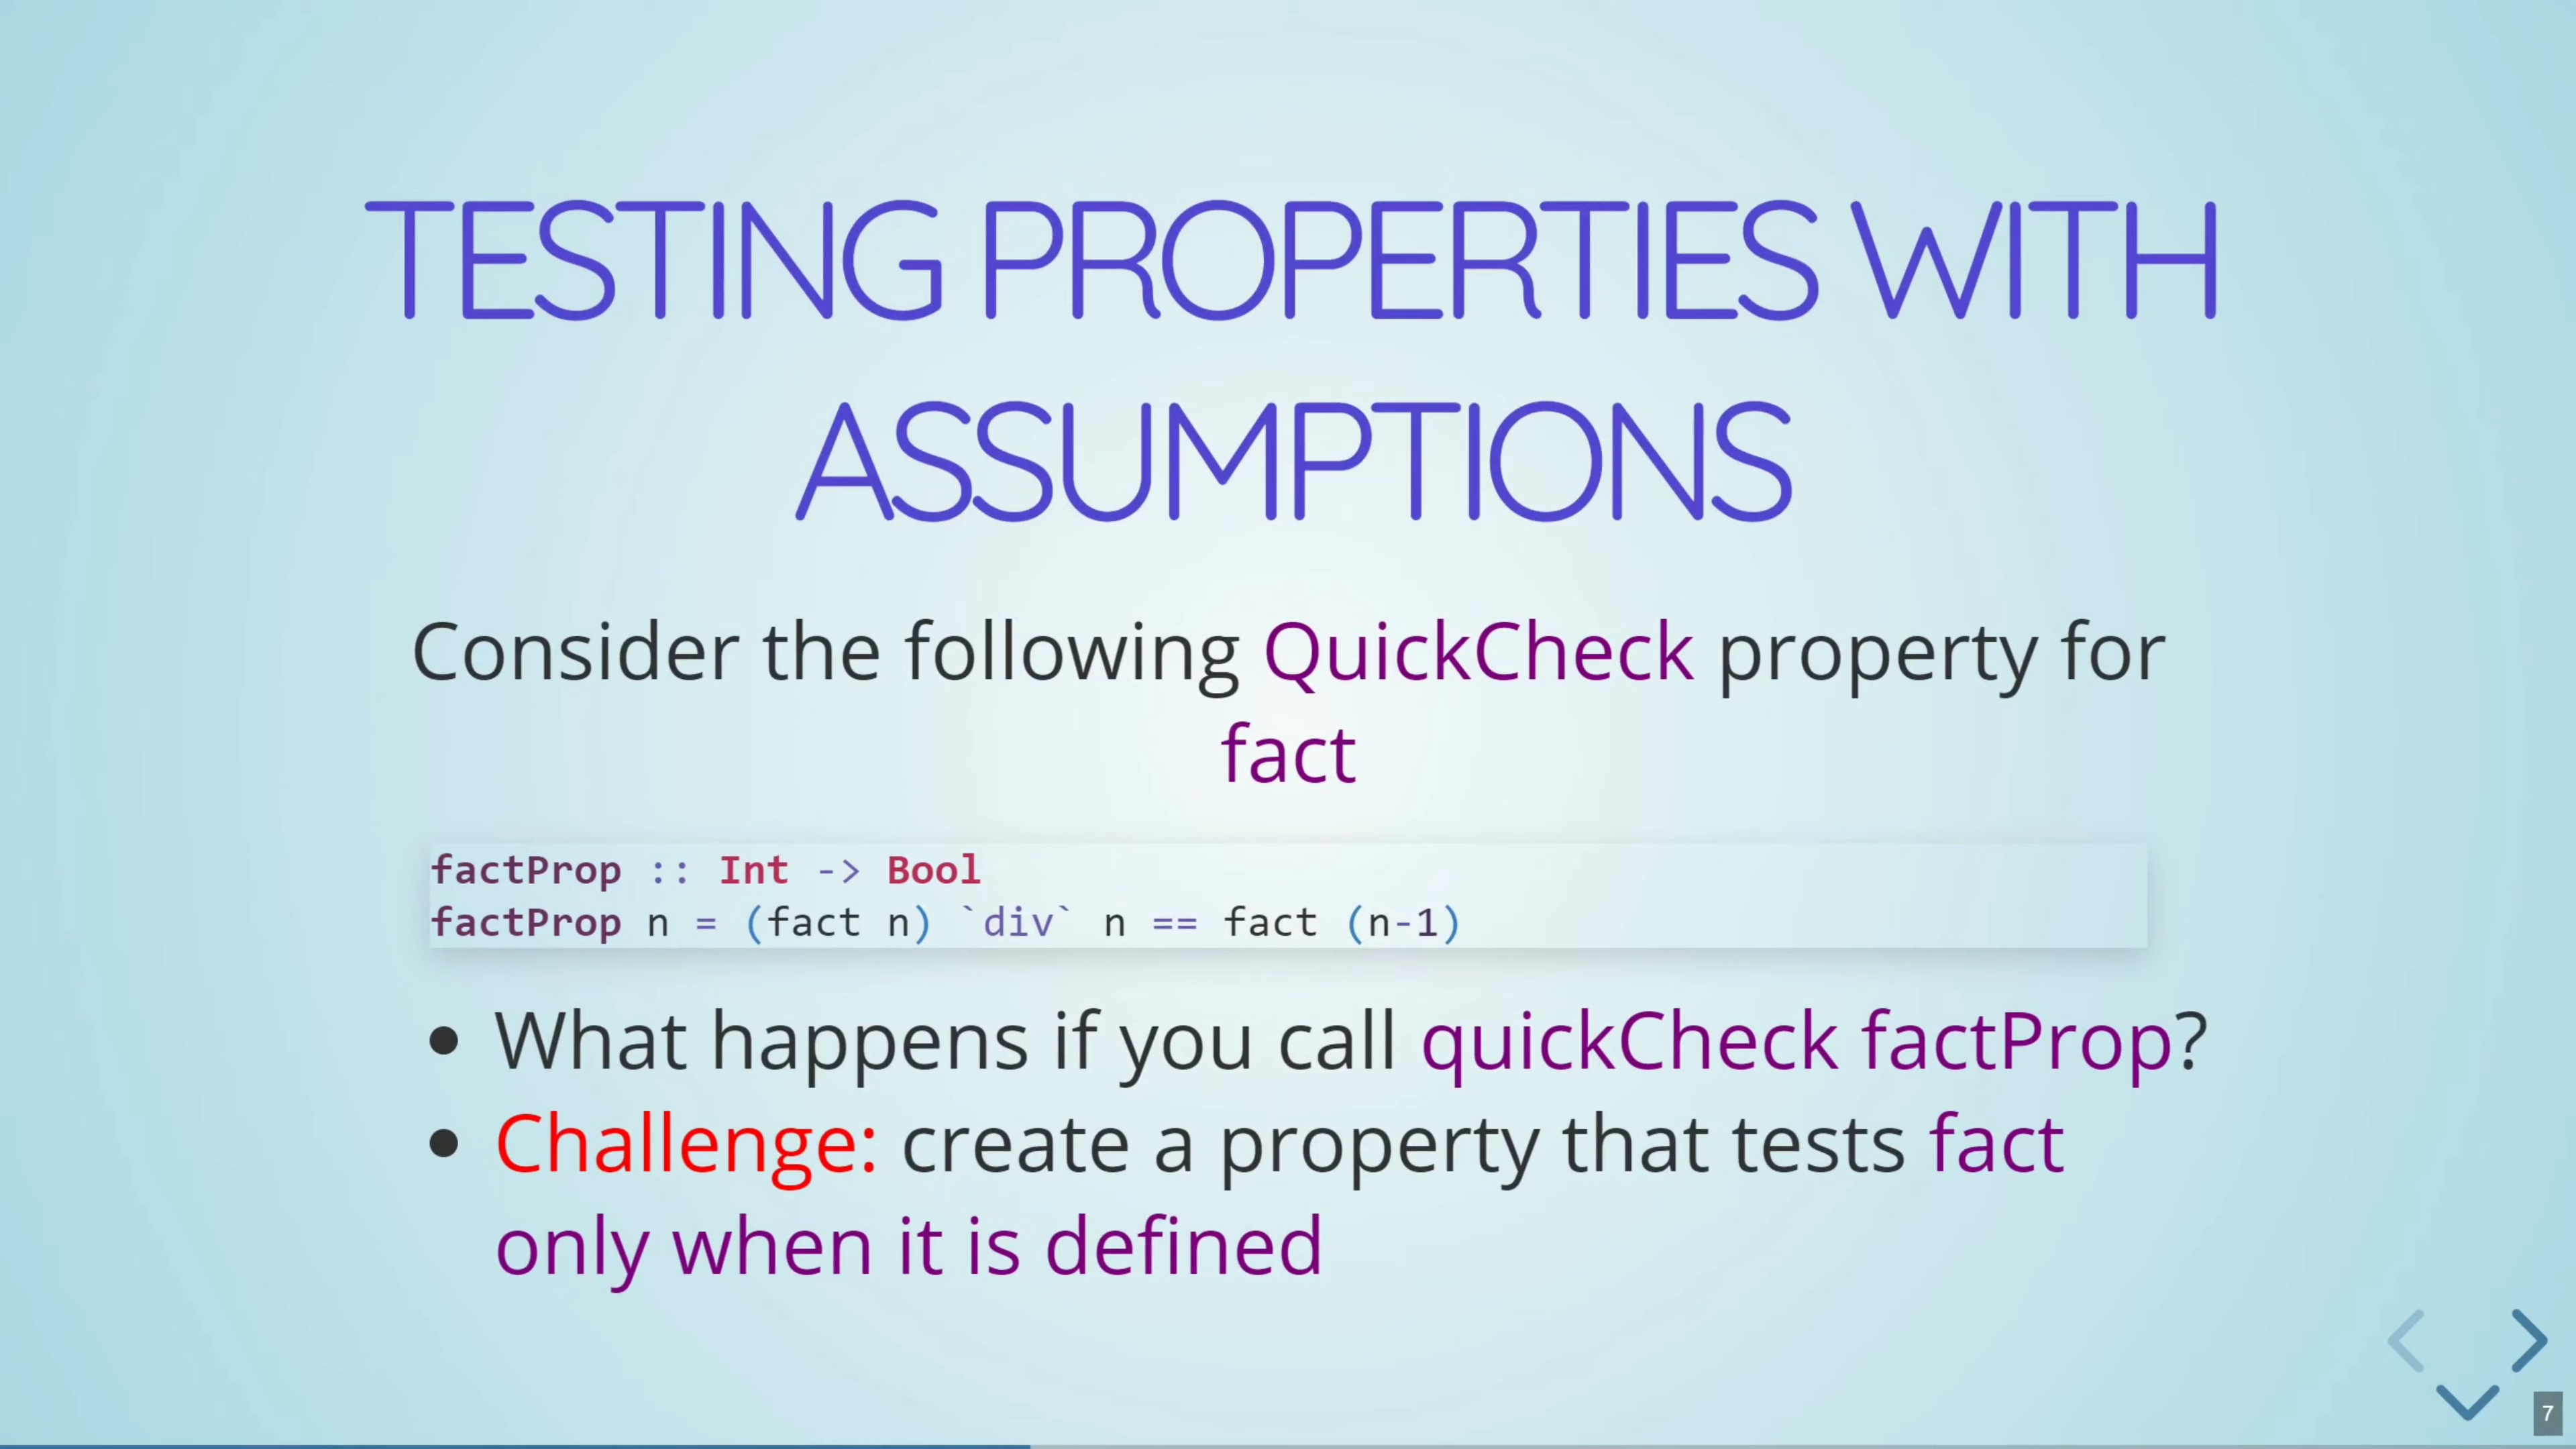 TESTING PROPERTIES WITH
ASSUMPTIONS
Consider the following QuickCheck property for
fact
factProp :: Int -> Bool
factProp n = (fact n) `div` n == fact (n-1)
• What happens if you call quickCheck factProp?
• Challenge: create a property that tests fact
only when it is defined
7